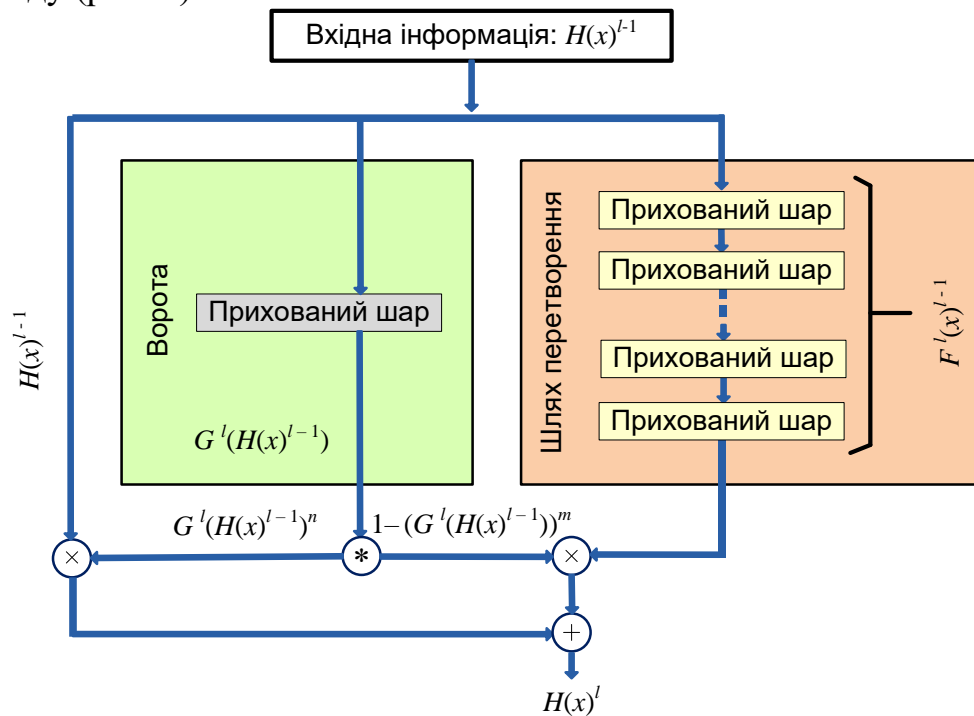 Вхідна інформація: H(x)^{l-1}
Прихований шар
Прихований шар
Прихований шар
Прихований шар
Шлях перетворення
F^l(x)^{l-1}
Ворота
Прихований шар
G^l(H(x)^{l-1})
H(x)^{l-1}
G^l(H(x)^{l-1})^n
1-(G^l(H(x)^{l-1}))^m
×
*
×
+
H(x)^l